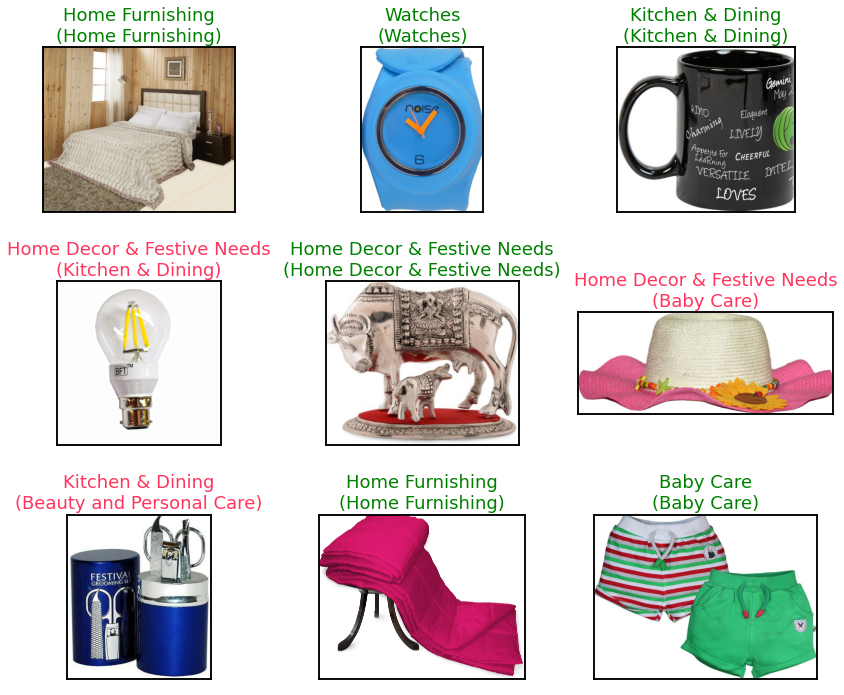 Home Furnishing
(Home Furnishing)
Watches
(Watches)
Kitchen & Dining
(Kitchen & Dining)
noise
6
Gemini
May 2
KIND
Charming
Eloquent
LIVELY
Appetite For
Learning
CHEERFUL
VERSATILE
INTEL
LOVES
Home Decor & Festive Needs
(Kitchen & Dining)
Home Decor & Festive Needs
(Home Decor & Festive Needs)
Home Decor & Festive Needs
(Baby Care)
BFT™
Kitchen & Dining
(Beauty and Personal Care)
Home Furnishing
(Home Furnishing)
Baby Care
(Baby Care)
FESTIVAL
GROOMING SET